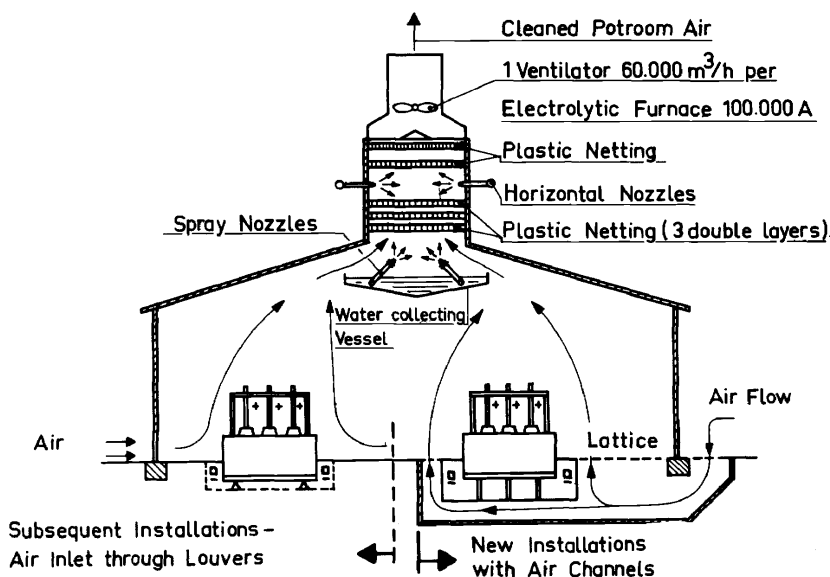 Cleaned Potroom Air
1 Ventilator 60.000 m³/h per
Electrolytic Furnace 100.000 A
Plastic Netting
Horizontal Nozzles
Spray Nozzles
Plastic Netting (3 double layers)
Water collecting
Vessel
+ +
+ +
Air Flow
Air
Lattice
Subsequent Installations -
Air Inlet through Louvers
New Installations
with Air Channels